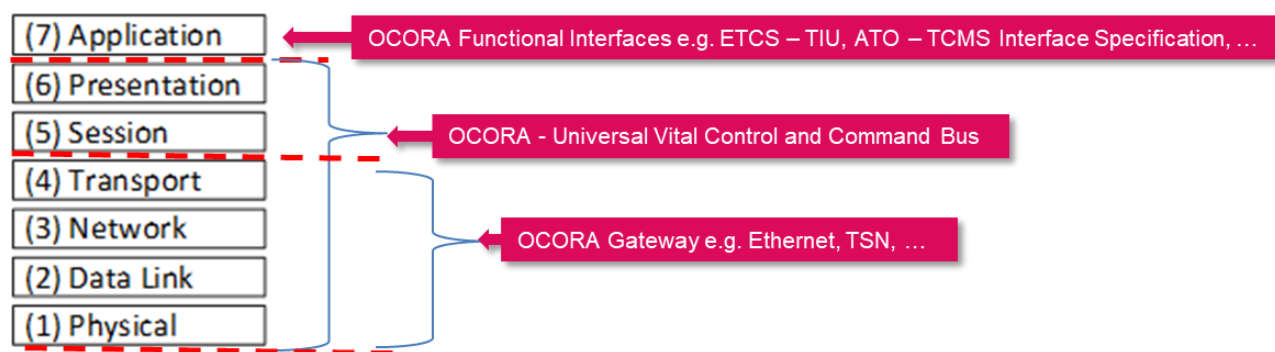 (7) Application
OCORA Functional Interfaces e.g. ETCS – TIU, ATO – TCMS Interface Specification, …
(6) Presentation
(5) Session
OCORA - Universal Vital Control and Command Bus
(4) Transport
(3) Network
OCORA Gateway e.g. Ethernet, TSN, …
(2) Data Link
(1) Physical